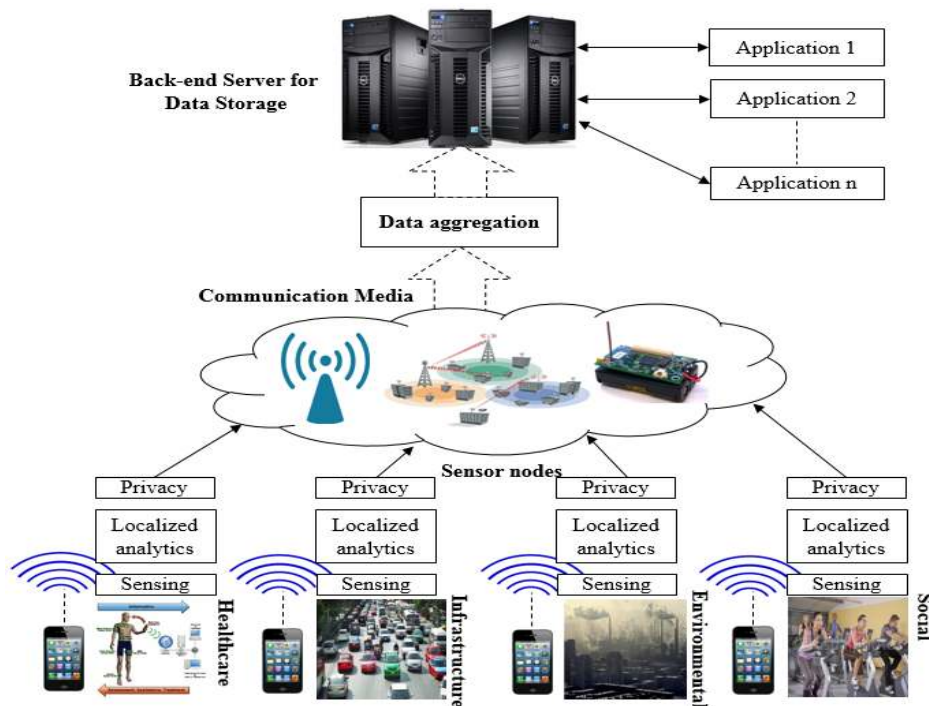 Back-end Server for
Data Storage
Application 1
Application 2
Application n
Data aggregation
Communication Media
Sensor nodes
Privacy
Privacy
Privacy
Privacy
Localized
analytics
Localized
analytics
Localized
analytics
Localized
analytics
Sensing
Sensing
Sensing
Sensing
Healthcare
Infrastructure
Environmental
Social